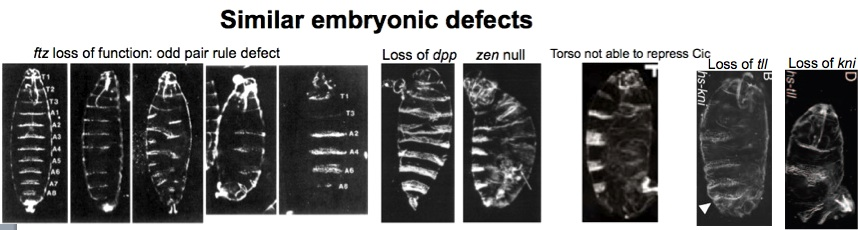 Similar embryonic defects
ftz loss of function: odd pair rule defect
Loss of dpp
zen null
Torso not able to repress Cic
Loss of tll
Loss of kni
T1
T2
T3
A1
A2
A3
A4
A5
A6
A7
A8
T1
T3
A2
A4
A6
A8
hs-kni
B
hs-tll
D